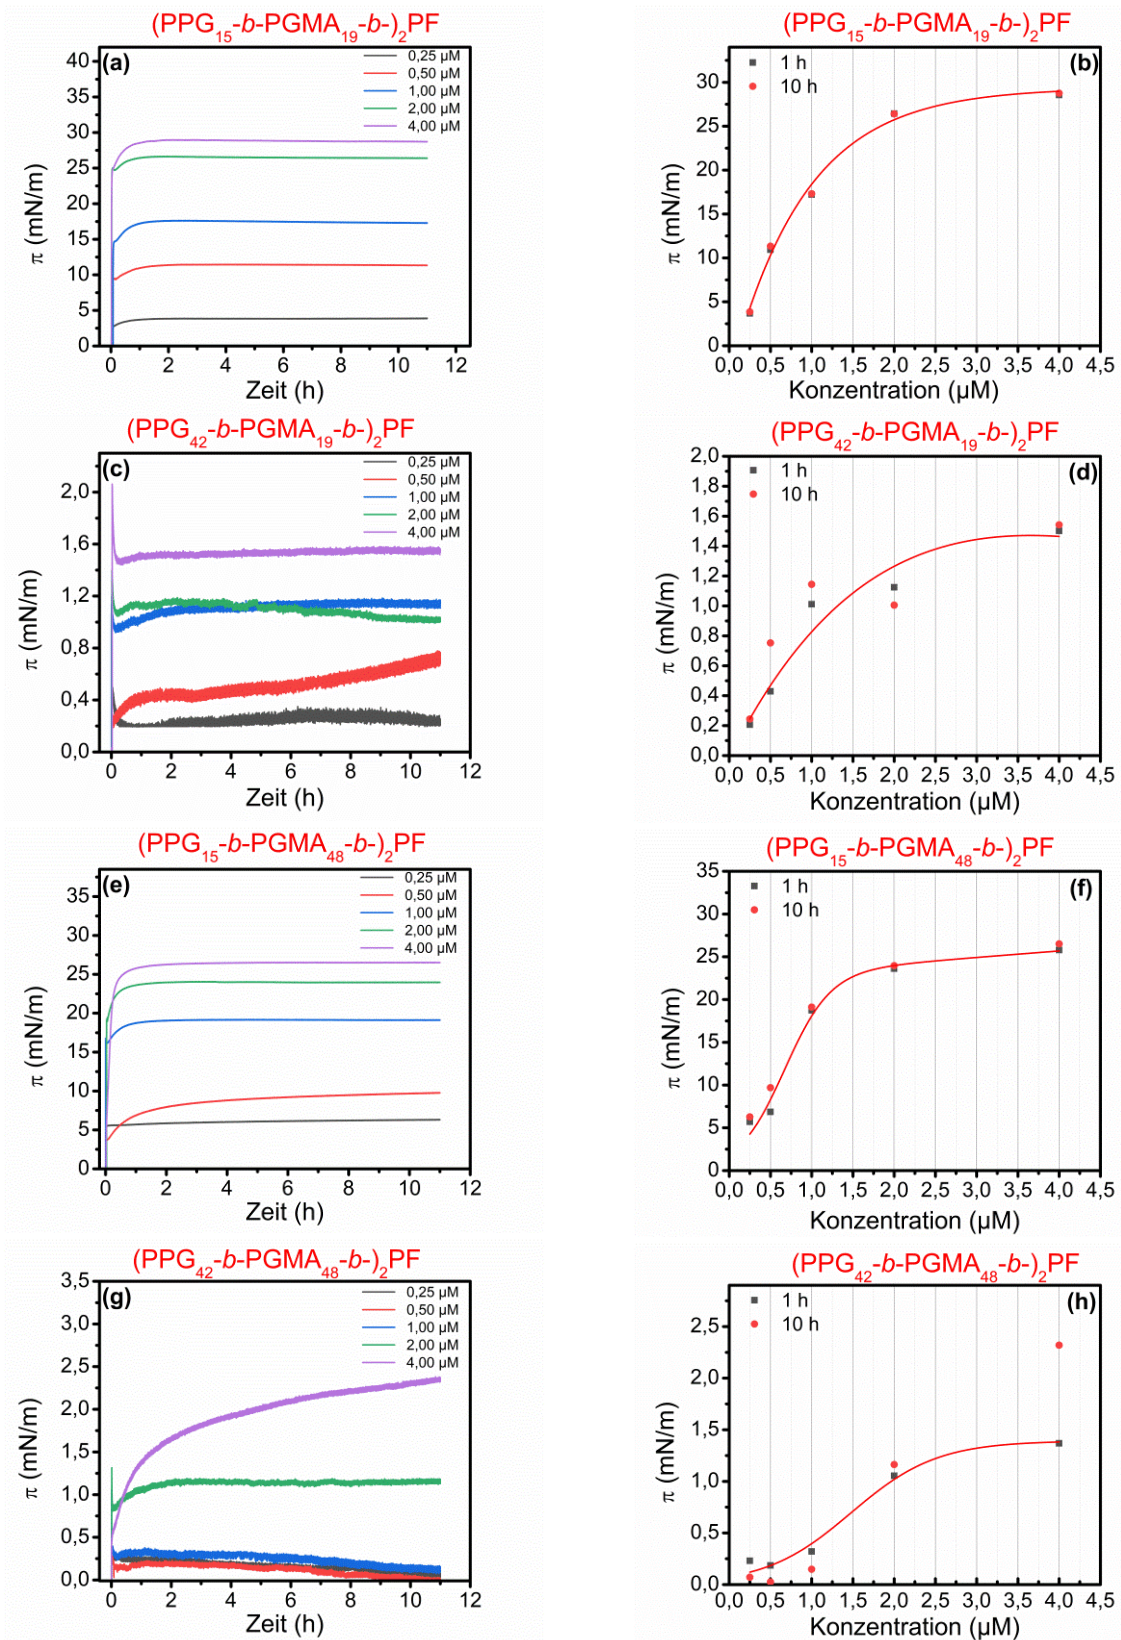 (PPG15-b-PGMA19-b-)2PF
(a)
0,25 µM
0,50 µM
1,00 µM
2,00 µM
4,00 µM
40
35
30
25
20
15
10
5
0
π (mN/m)
0 2 4 6 8 10 12
Zeit (h)
(PPG15-b-PGMA19-b-)2PF
(b)
1 h
10 h
30
25
20
15
10
5
0
π (mN/m)
0,0 0,5 1,0 1,5 2,0 2,5 3,0 3,5 4,0 4,5
Konzentration (µM)
(PPG42-b-PGMA19-b-)2PF
(c)
0,25 µM
0,50 µM
1,00 µM
2,00 µM
4,00 µM
2,0
1,6
1,2
0,8
0,4
0,0
π (mN/m)
0 2 4 6 8 10 12
Zeit (h)
(PPG42-b-PGMA19-b-)2PF
(d)
1 h
10 h
2,0
1,8
1,6
1,4
1,2
1,0
0,8
0,6
0,4
0,2
0,0
π (mN/m)
0,0 0,5 1,0 1,5 2,0 2,5 3,0 3,5 4,0 4,5
Konzentration (µM)
(PPG15-b-PGMA48-b-)2PF
(e)
0,25 µM
0,50 µM
1,00 µM
2,00 µM
4,00 µM
35
30
25
20
15
10
5
0
π (mN/m)
0 2 4 6 8 10 12
Zeit (h)
(PPG15-b-PGMA48-b-)2PF
(f)
1 h
10 h
35
30
25
20
15
10
5
0
π (mN/m)
0,0 0,5 1,0 1,5 2,0 2,5 3,0 3,5 4,0 4,5
Konzentration (µM)
(PPG42-b-PGMA48-b-)2PF
(g)
0,25 µM
0,50 µM
1,00 µM
2,00 µM
4,00 µM
3,5
3,0
2,5
2,0
1,5
1,0
0,5
0,0
π (mN/m)
0 2 4 6 8 10 12
Zeit (h)
(PPG42-b-PGMA48-b-)2PF
(h)
1 h
10 h
2,5
2,0
1,5
1,0
0,5
0,0
π (mN/m)
0,0 0,5 1,0 1,5 2,0 2,5 3,0 3,5 4,0 4,5
Konzentration (µM)